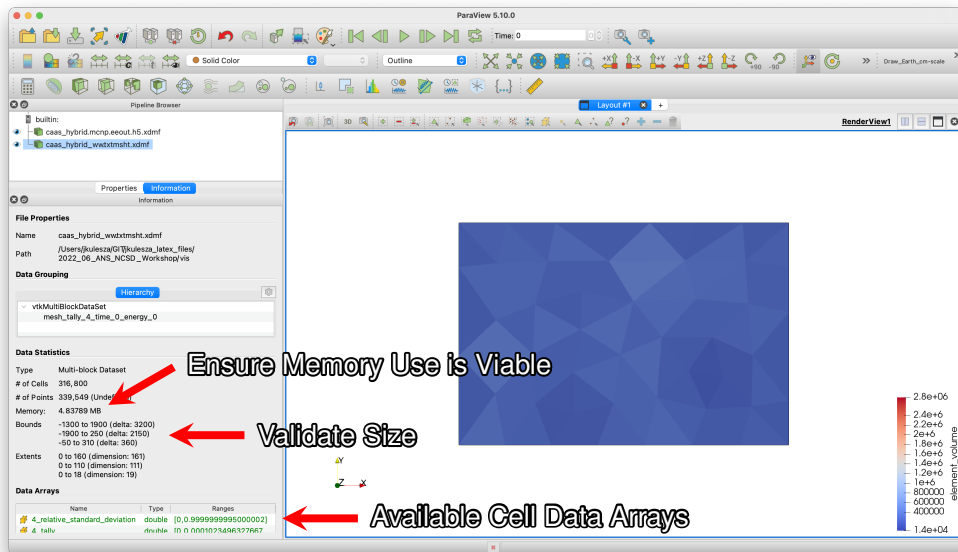 ParaView 5.10.0
Time: 0
Solid Color
Outline
+X
-X
+Y
-Y
+Z
-Z
+90
-90
Draw_Earth_cm-scale
Pipeline Browser
builtin:
caas_hybrid.mcnp.eeout.h5.xdmf
caas_hybrid_wwtxtmsht.xdmf
Properties
Information
Information
File Properties
Name caas_hybrid_wwtxtmsht.xdmf
Path /Users/jkulesza/GIT/jkulesza_latex_files/
2022_06_ANS_NCSD_Workshop/vis
Data Grouping
Hierarchy
vtkMultiBlockDataSet
mesh_tally_4_time_0_energy_0
Data Statistics
Type Multi-block Dataset
# of Cells 316,800
# of Points 339,549
Memory: 4.83789 MB
Bounds -1300 to 1900 (delta: 3200)
-1900 to 250 (delta: 2150)
-50 to 310 (delta: 360)
Extents 0 to 160 (dimension: 161)
0 to 110 (dimension: 111)
0 to 18 (dimension: 19)
Data Arrays
Name Type Ranges
4_relative_standard_deviation double [0,0.9999999995000002]
4_tally double [0,0.0001023496327667
Layout #1
3D
RenderView1
Ensure Memory Use is Viable
Validate Size
Available Cell Data Arrays
Y
Z X
2.8e+06
2.4e+6
2.2e+6
2e+6
1.8e+6
1.6e+6
1.4e+6
1.2e+6
1e+6
800000
600000
400000
1.4e+04
element_volume